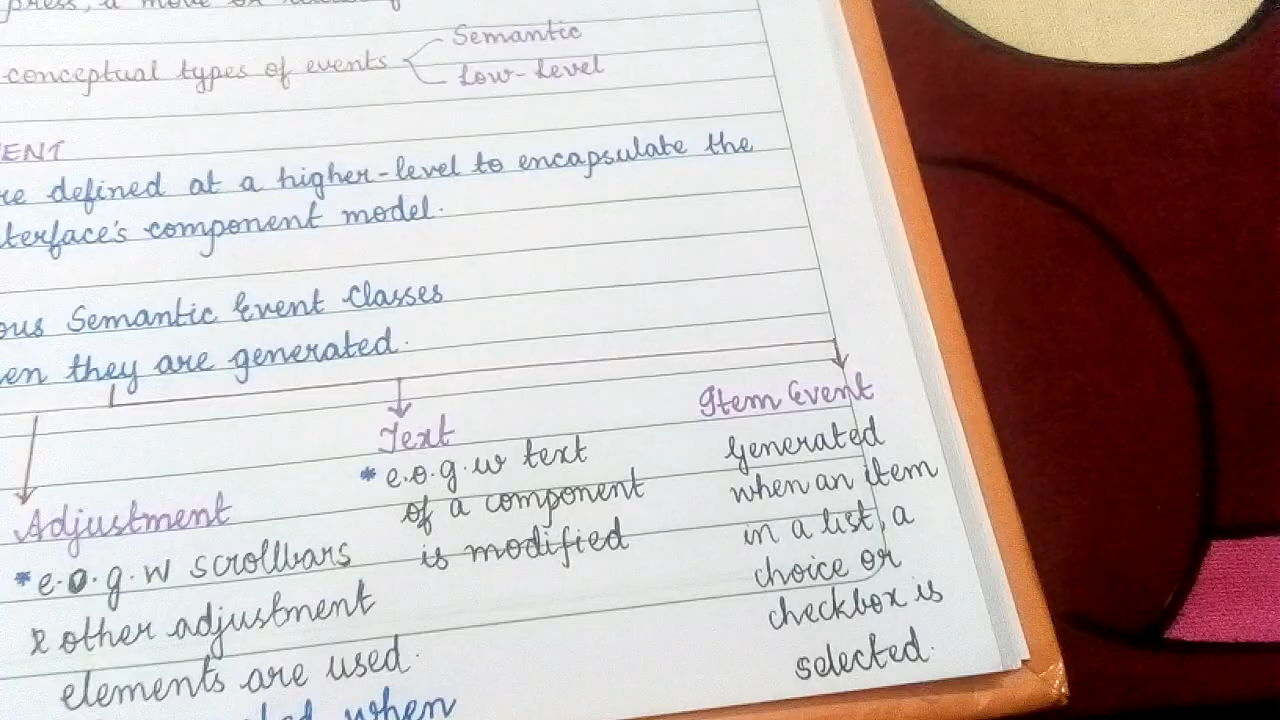 conceptual types of events
Semantic
Low-Level
ENT
re defined at a higher-level to encapsulate the
terface's component model.
ous Semantic Event Classes
en they are generated.
Adjustment
*e.o.g.w scrollbars
& other adjustment
elements are used.
when
Text
*e.o.g.w text
of a component
is modified
Item Event
Generated
when an item
in a list, a
choice or
checkbox is
selected.